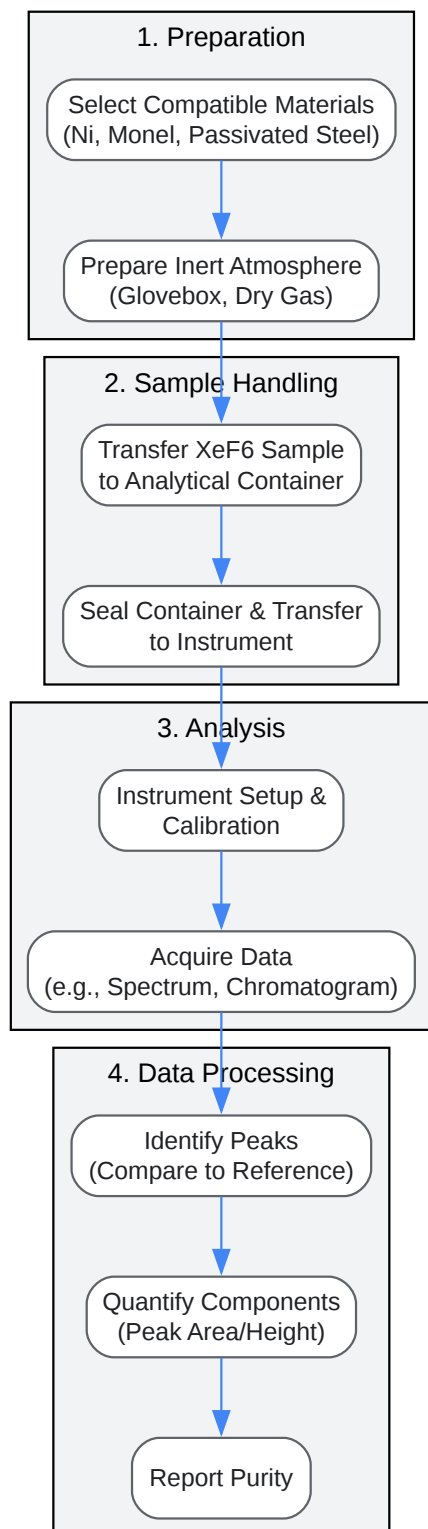 1. Preparation
Select Compatible Materials
(Ni, Monel, Passivated Steel)
Prepare Inert Atmosphere
(Glovebox, Dry Gas)
2. Sample Handling
Transfer XeF6 Sample
to Analytical Container
Seal Container & Transfer
to Instrument
3. Analysis
Instrument Setup &
Calibration
Acquire Data
(e.g., Spectrum, Chromatogram)
4. Data Processing
Identify Peaks
(Compare to Reference)
Quantify Components
(Peak Area/Height)
Report Purity